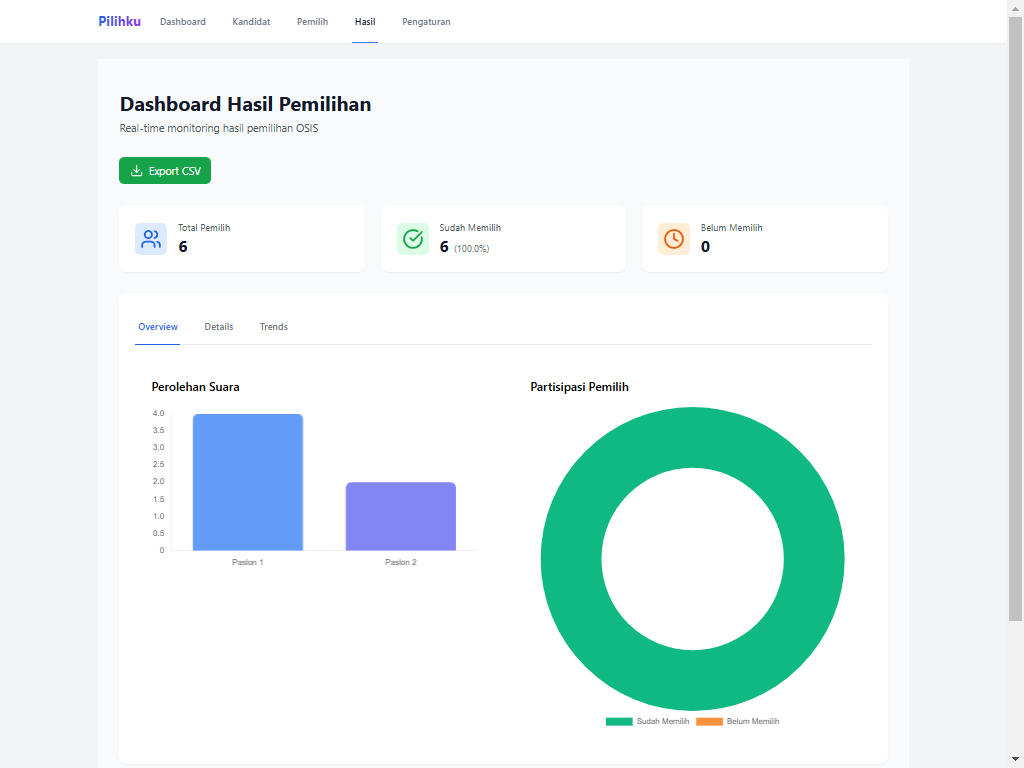 Pilihku Dashboard Kandidat Pemilih Hasil Pengaturan
Dashboard Hasil Pemilihan
Real-time monitoring hasil pemilihan OSIS
Export CSV
Total Pemilih
6
Sudah Memilih
6 (100.0%)
Belum Memilih
0
Overview Details Trends
Perolehan Suara
4.0
3.5
3.0
2.5
2.0
1.5
1.0
0.5
0
Paslon 1 Paslon 2
Partisipasi Pemilih
Sudah Memilih Belum Memilih